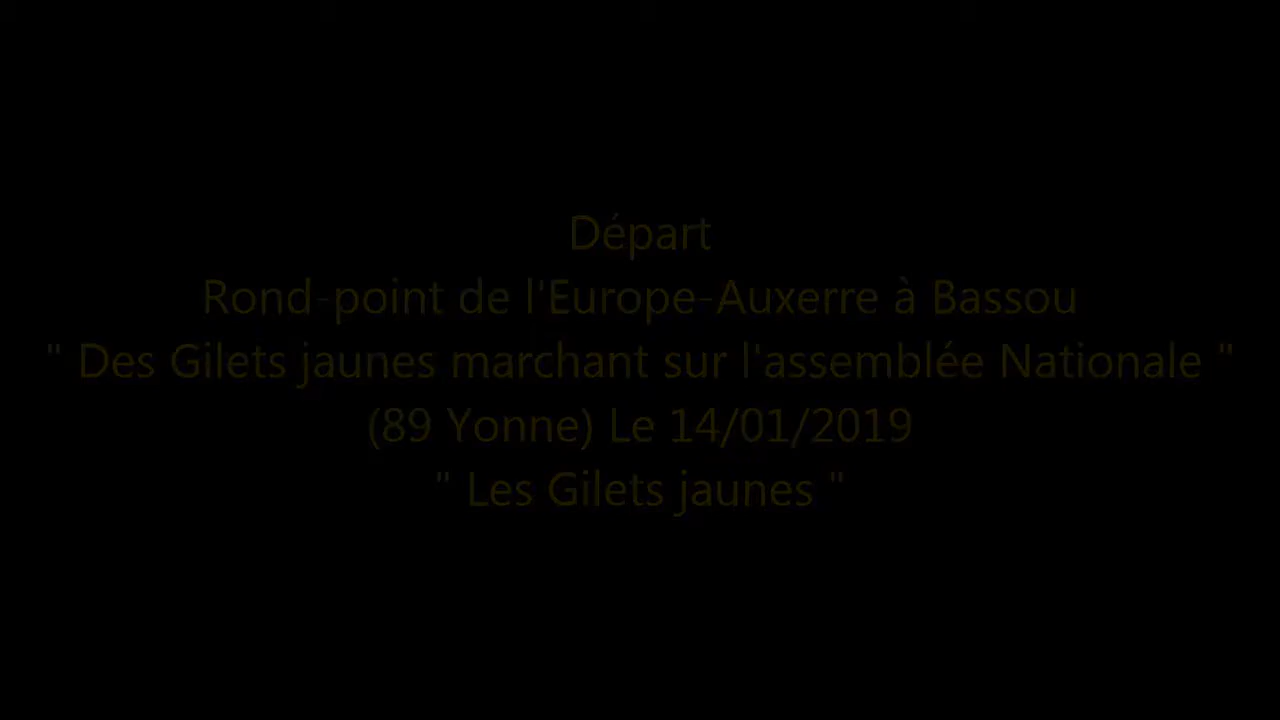 Départ
Rond-point de l'Europe-Auxerre à Bassou
" Des Gilets jaunes marchant sur l'assemblée Nationale "
(89 Yonne) Le 14/01/2019
" Les Gilets jaunes "